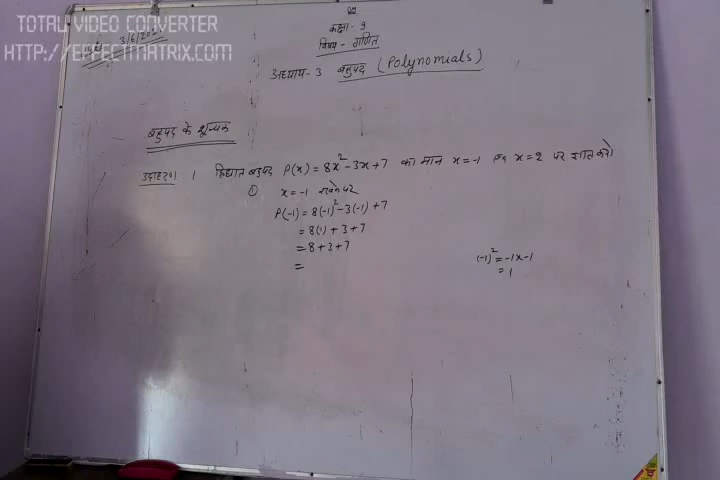 TOTAL VIDEO CONVERTER
HTTP://EFFECTMATRIX.COM
ॐ
कक्षा - 9
विषय - गणित
अध्याय - 3 बहुपद (Polynomials)
बहुपद के शून्यक
उदाहरण : 1 द्विघात बहुपद P(x) = 8x² - 3x + 7 का मान x = -1 एवं x = 2 पर ज्ञात करो।
① x = -1 रखने पर
P(-1) = 8(-1)² - 3(-1) + 7
= 8(1) + 3 + 7
= 8 + 3 + 7
=
(-1)² = -1 x -1
= 1